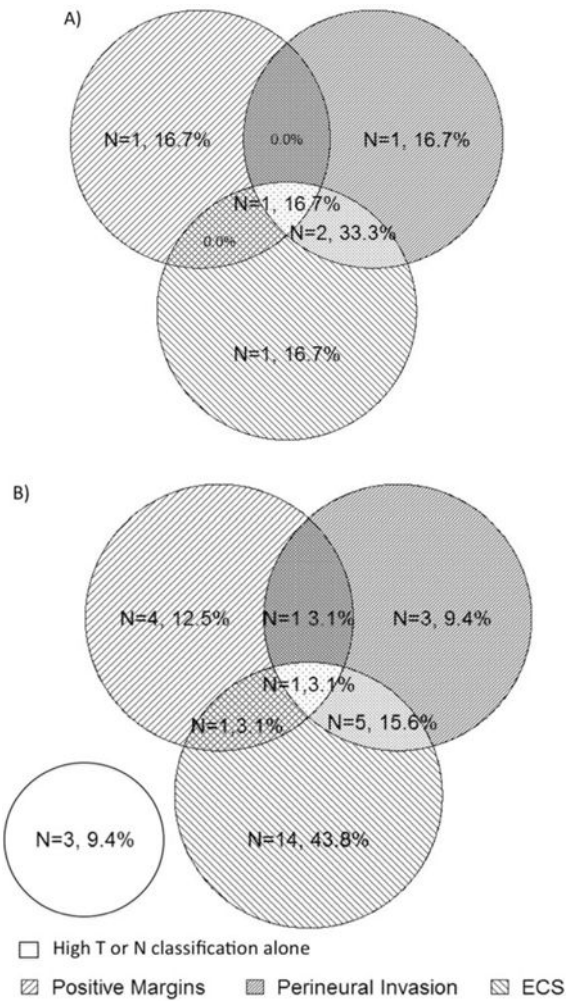 A)
N=1, 16.7%
0.0%
N=1, 16.7%
N=1, 16.7%
0.0%
N=2, 33.3%
N=1, 16.7%
B)
N=4, 12.5%
N=1 3.1%
N=3, 9.4%
N=1,3.1%
N=1,3.1%
N=5, 15.6%
N=3, 9.4%
N=14, 43.8%
High T or N classification alone
Positive Margins
Perineural Invasion
ECS